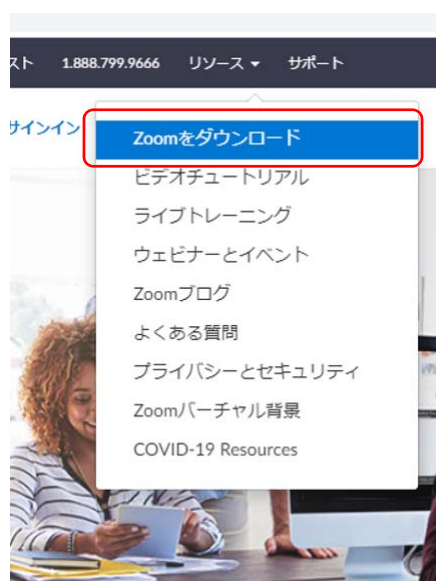 スト 1.888.799.9666 リソース サポート
サインイン
Zoomをダウンロード
ビデオチュートリアル
ライブトレーニング
ウェビナーとイベント
Zoomブログ
よくある質問
プライバシーとセキュリティ
Zoomバーチャル背景
COVID-19 Resources